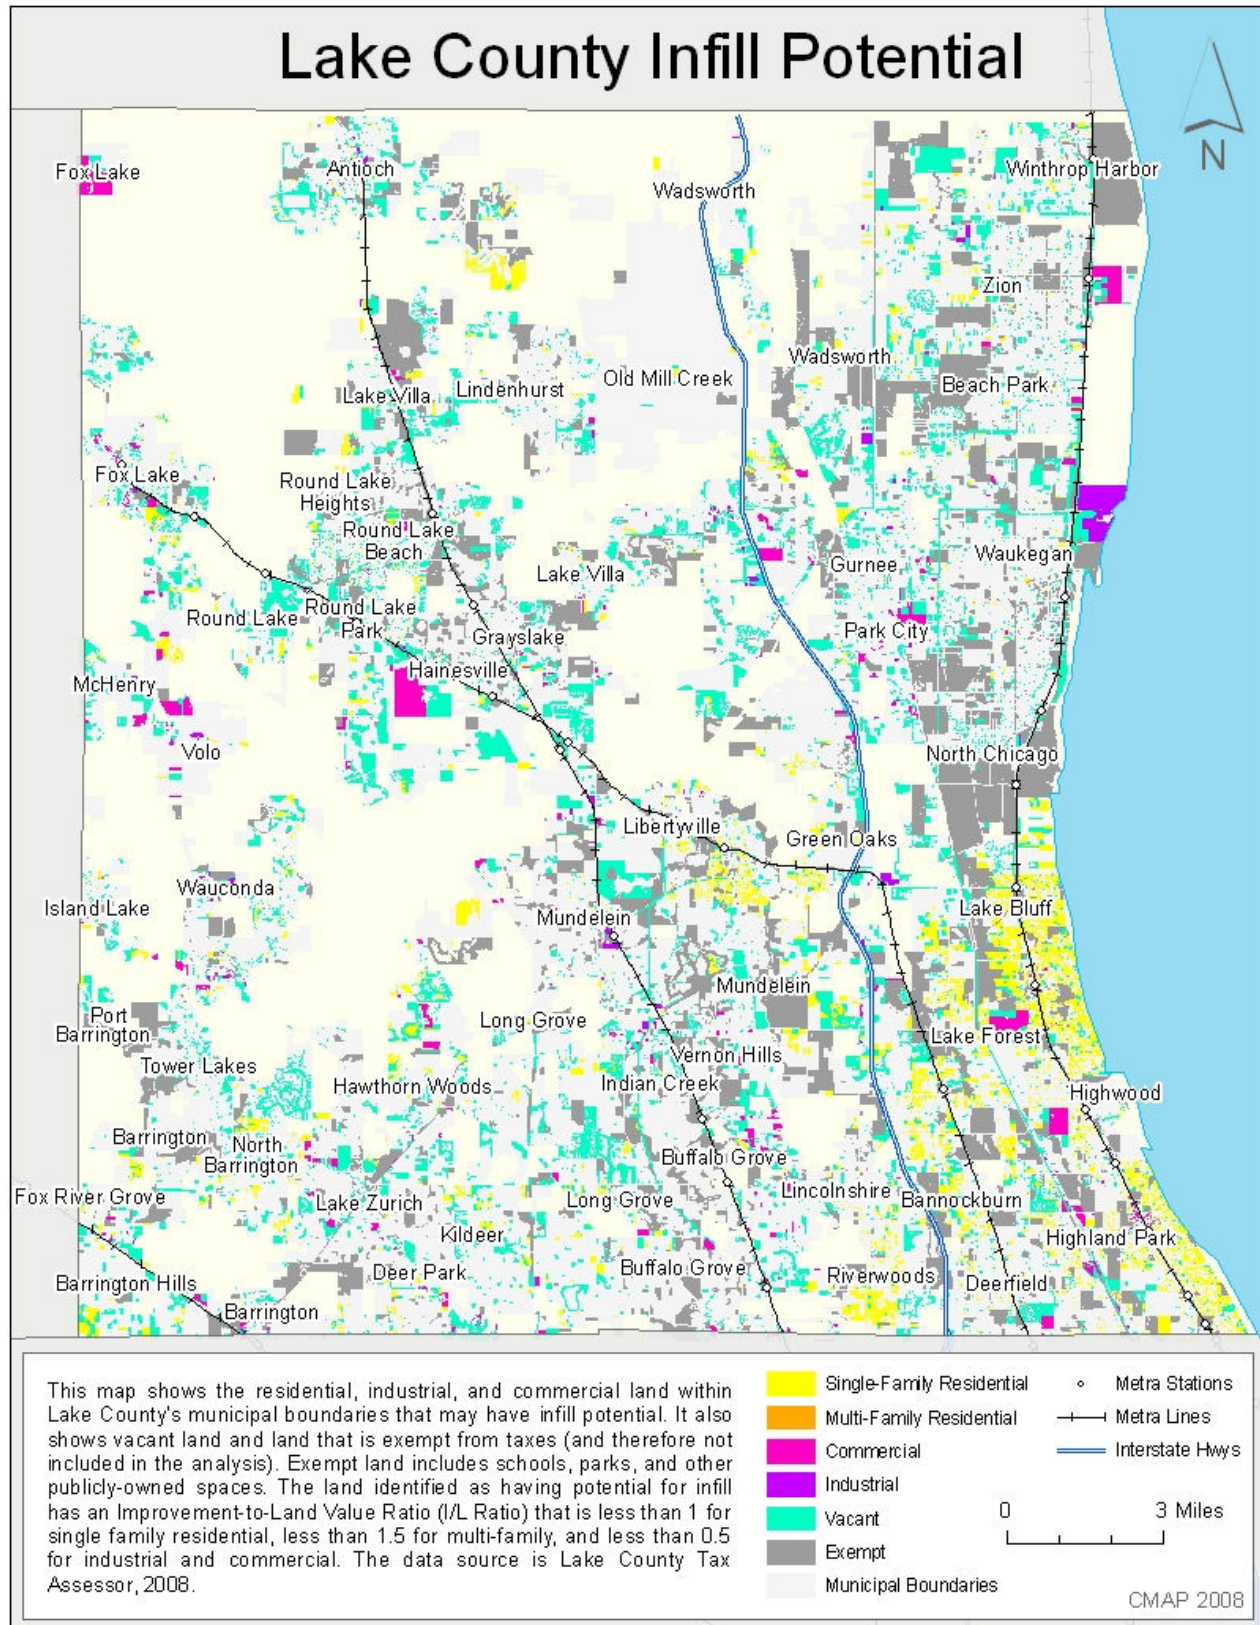 Lake County Infill Potential
N
Fox Lake
Antioch
Wadsworth
Winthrop Harbor
Zion
Wadsworth
Old Mill Creek
Lindenhurst
Lake Villa
Beach Park
Fox Lake
Round Lake
Heights
Round Lake
Beach
Lake Villa
Gurnee
Waukegan
Round Lake
Round Lake
Park
Grayslake
Park City
Hainesville
McHenry
Volo
North Chicago
Libertyville
Green Oaks
Wauconda
Island Lake
Mundelein
Lake Bluff
Mundelein
Port
Barrington
Long Grove
Lake Forest
Tower Lakes
Vernon Hills
Hawthorn Woods
Indian Creek
Highwood
Barrington
North
Barrington
Buffalo Grove
Fox River Grove
Lake Zurich
Long Grove
Lincolnshire
Bannockburn
Kildeer
Highland Park
Deer Park
Buffalo Grove
Riverwoods
Deerfield
Barrington Hills
Barrington
This map shows the residential, industrial, and commercial land within
Lake County's municipal boundaries that may have infill potential. It also
shows vacant land and land that is exempt from taxes (and therefore not
included in the analysis). Exempt land includes schools, parks, and other
publicly-owned spaces. The land identified as having potential for infill
has an Improvement-to-Land Value Ratio (I/L Ratio) that is less than 1 for
single family residential, less than 1.5 for multi-family, and less than 0.5
for industrial and commercial. The data source is Lake County Tax
Assessor, 2008.
Single-Family Residential
Multi-Family Residential
Commercial
Industrial
Vacant
Exempt
Municipal Boundaries
Metra Stations
Metra Lines
Interstate Hwys
0 3 Miles
CMAP 2008